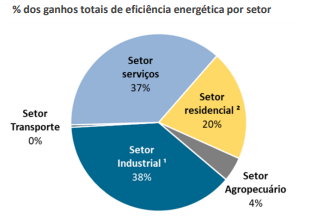 % dos ganhos totais de eficiência energética por setor
Setor
serviços
37%
Setor
residencial ²
20%
Setor
Transporte
0%
Setor
Industrial ¹
38%
Setor
Agropecuário
4%